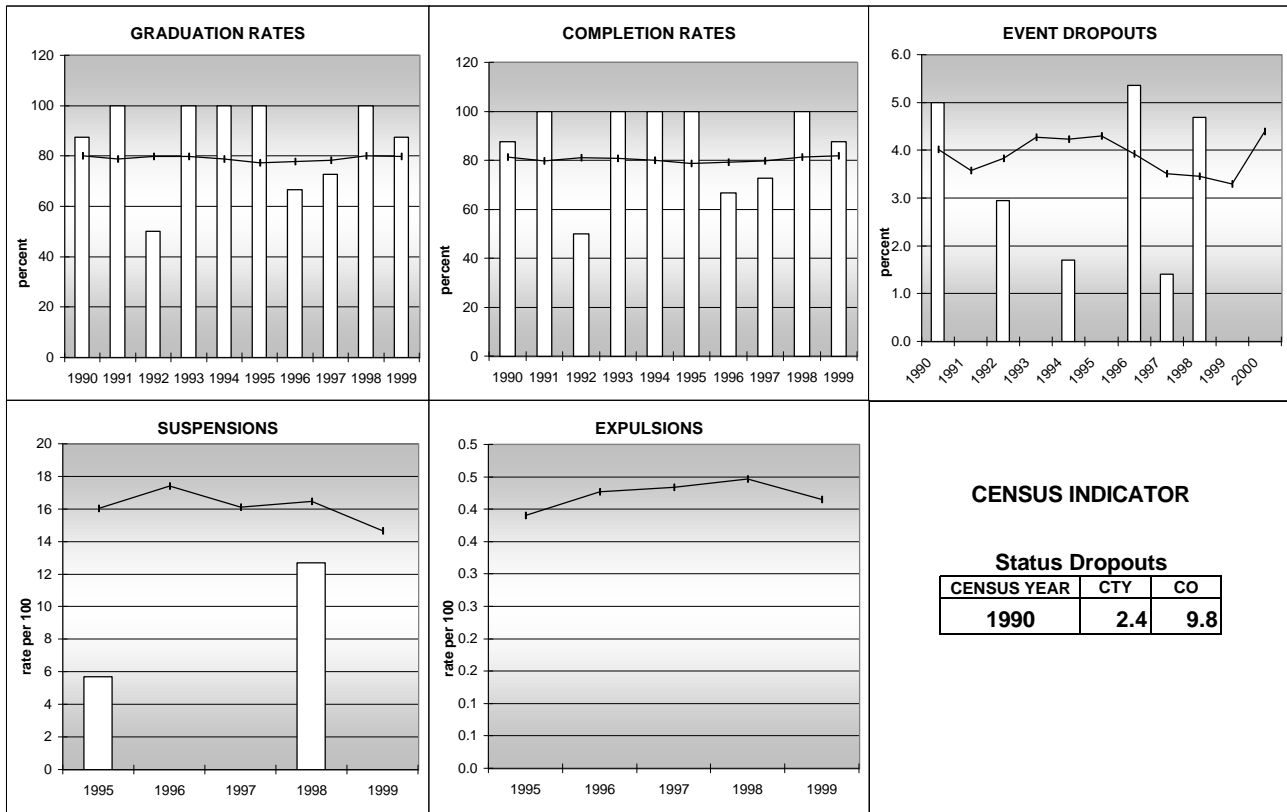 GRADUATION RATES
120
100
80
60
40
20
0
percent
1990 1991 1992 1993 1994 1995 1996 1997 1998 1999
COMPLETION RATES
120
100
80
60
40
20
0
percent
1990 1991 1992 1993 1994 1995 1996 1997 1998 1999
EVENT DROPOUTS
6.0
5.0
4.0
3.0
2.0
1.0
0.0
percent
1990 1991 1992 1993 1994 1995 1996 1997 1998 1999 2000
SUSPENSIONS
20
18
16
14
12
10
8
6
4
2
0
rate per 100
1995 1996 1997 1998 1999
EXPULSIONS
0.5
0.5
0.4
0.4
0.3
0.3
0.2
0.2
0.1
0.1
0.0
rate per 100
1995 1996 1997 1998 1999
CENSUS INDICATOR
Status Dropouts
CENSUS YEAR CTY CO
1990 2.4 9.8